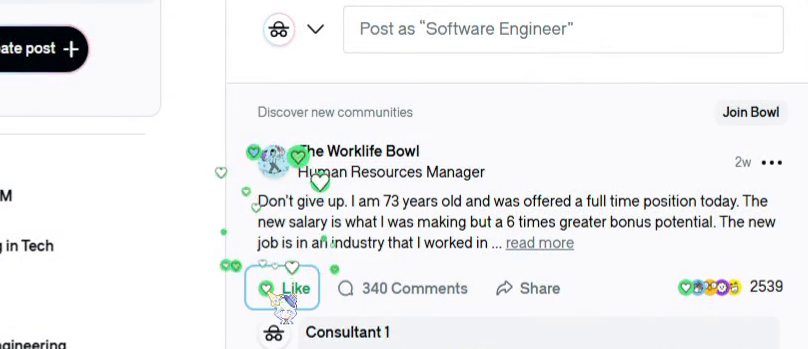 ate post +
M
g in Tech
gineering
Post as “Software Engineer”
Discover new communities
Join Bowl
The Worklife Bowl
Human Resources Manager
2w
Don't give up. I am 73 years old and was offered a full time position today. The
new salary is what I was making but a 6 times greater bonus potential. The new
job is in an industry that I worked in ... read more
Like
340 Comments
Share
2539
Consultant 1